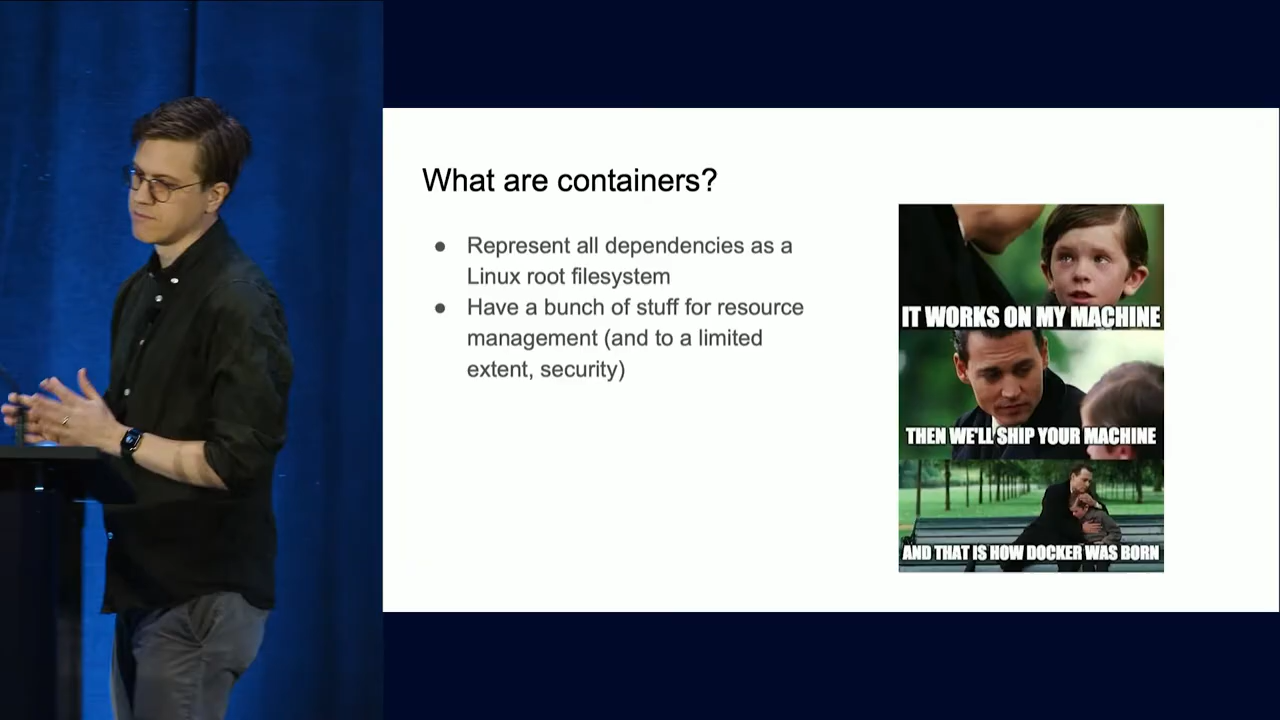 What are containers?
● Represent all dependencies as a
Linux root filesystem
● Have a bunch of stuff for resource
management (and to a limited
extent, security)
IT WORKS ON MY MACHINE
THEN WE'LL SHIP YOUR MACHINE
AND THAT IS HOW DOCKER WAS BORN